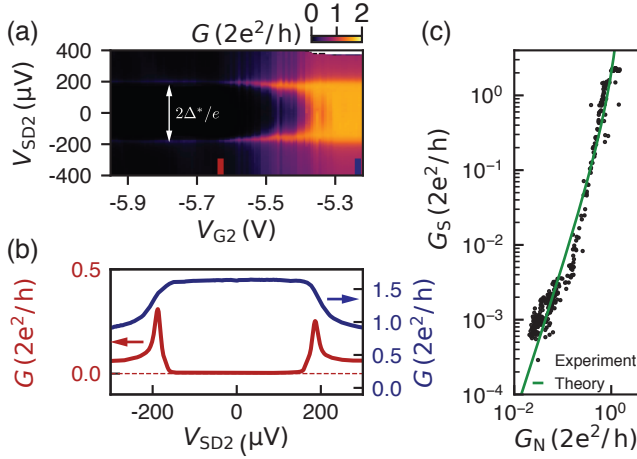 (a)
G (2e²/h)
0 1 2
400
200
0
-200
-400
V_SD2 (µV)
2Δ*/e
-5.9 -5.7 -5.5 -5.3
V_G2 (V)
(b)
0.5
0.0
G (2e²/h)
1.5
1.0
0.5
0.0
G (2e²/h)
-200 0 200
V_SD2 (µV)
(c)
10⁰
10⁻¹
10⁻²
10⁻³
10⁻⁴
G_S (2e²/h)
Experiment
Theory
10⁻² 10⁻¹ 10⁰
G_N (2e²/h)